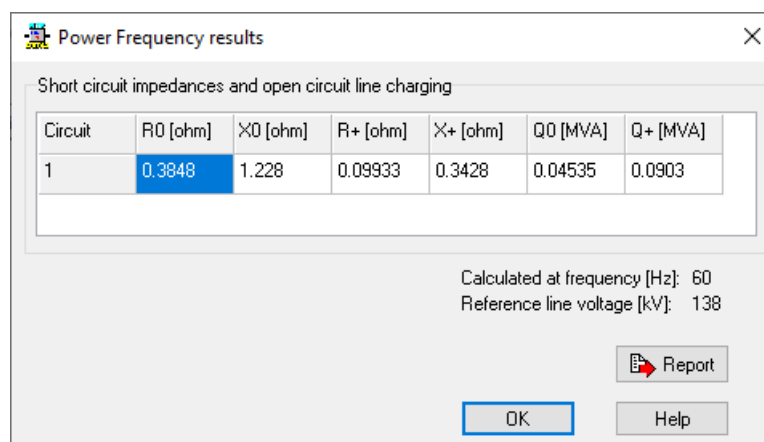 Power Frequency results
Short circuit impedances and open circuit line charging
Circuit R0 [ohm] X0 [ohm] R+ [ohm] X+ [ohm] Q0 [MVA] Q+ [MVA]
1 0.3848 1.228 0.09933 0.3428 0.04535 0.0903
Calculated at frequency [Hz]: 60
Reference line voltage [kV]: 138
Report
OK Help